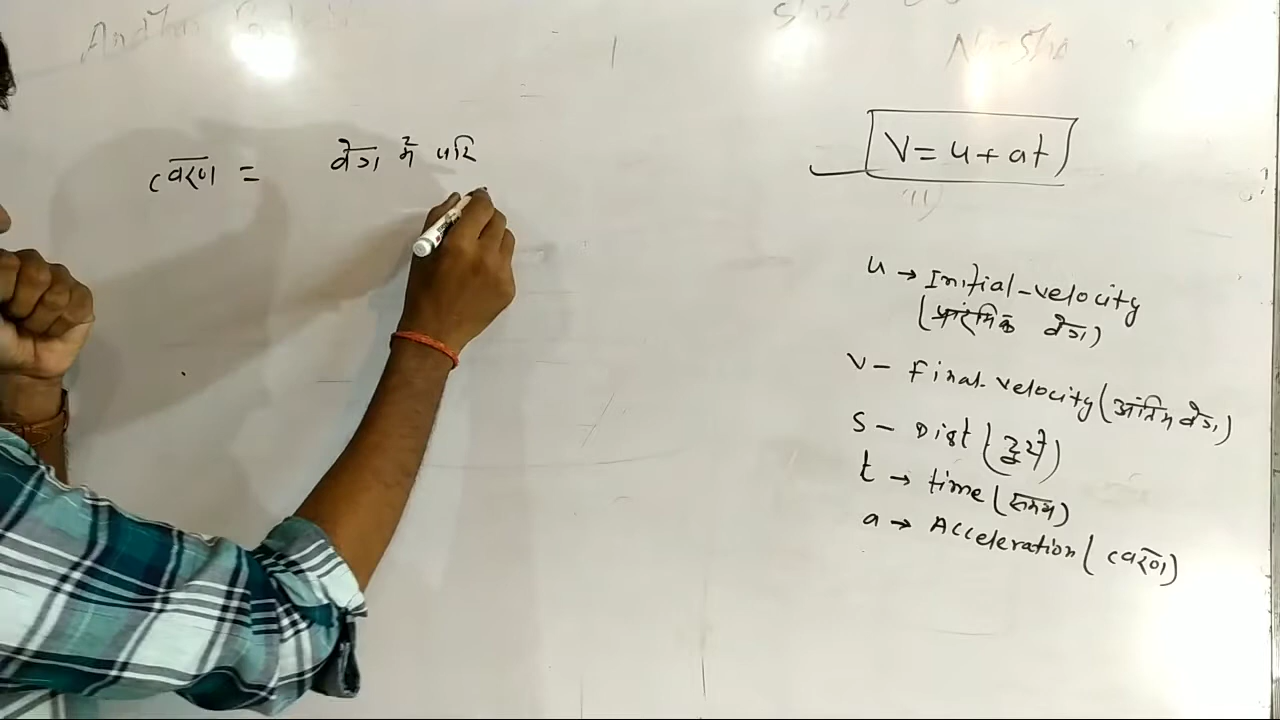 त्वरण = वेग में परि
V = u + at
u → Initial-velocity
(प्रारंभिक वेग)
V - Final-velocity (अंतिम वेग)
S - Dist (दुरी)
t → time (समय)
a → Acceleration (त्वरण)